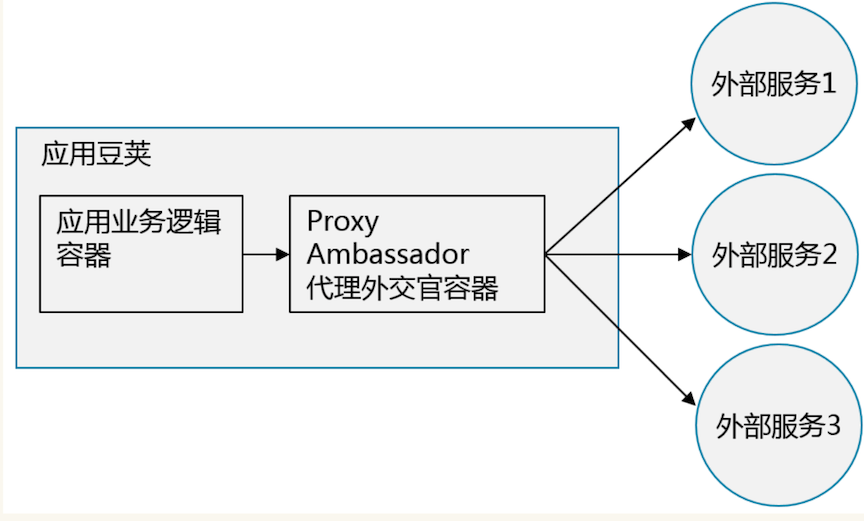 应用豆荚
应用业务逻辑
容器
Proxy
Ambassador
代理外交官容器
外部服务1
外部服务2
外部服务3